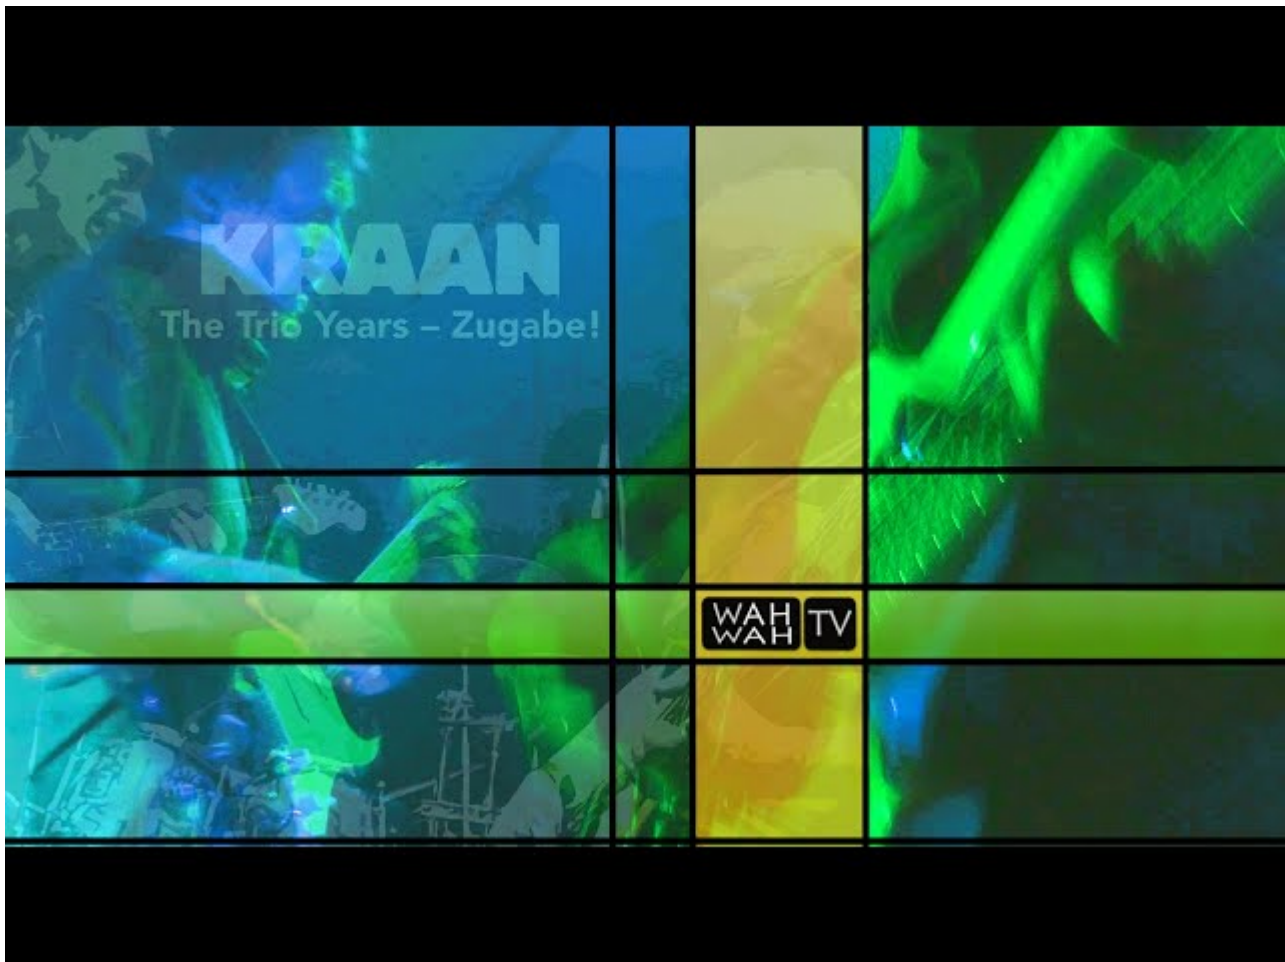 KRAAN
The Trio Years – Zugabe!
WAH
WAH
TV